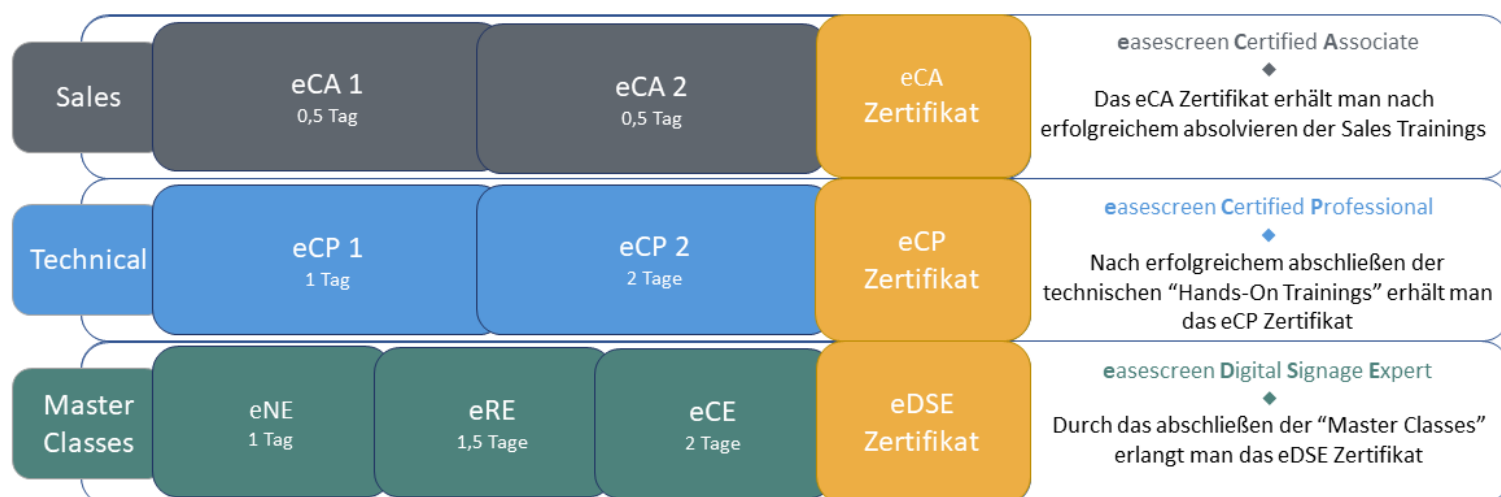 Sales
eCA 1
0,5 Tag
eCA 2
0,5 Tag
eCA
Zertifikat
easescreen Certified Associate
Das eCA Zertifikat erhält man nach
erfolgreichem absolvieren der Sales Trainings
Technical
eCP 1
1 Tag
eCP 2
2 Tage
eCP
Zertifikat
easescreen Certified Professional
Nach erfolgreichem abschließen der
technischen “Hands-On Trainings” erhält man
das eCP Zertifikat
Master
Classes
eNE
1 Tag
eRE
1,5 Tage
eCE
2 Tage
eDSE
Zertifikat
easescreen Digital Signage Expert
Durch das abschließen der “Master Classes”
erlangt man das eDSE Zertifikat